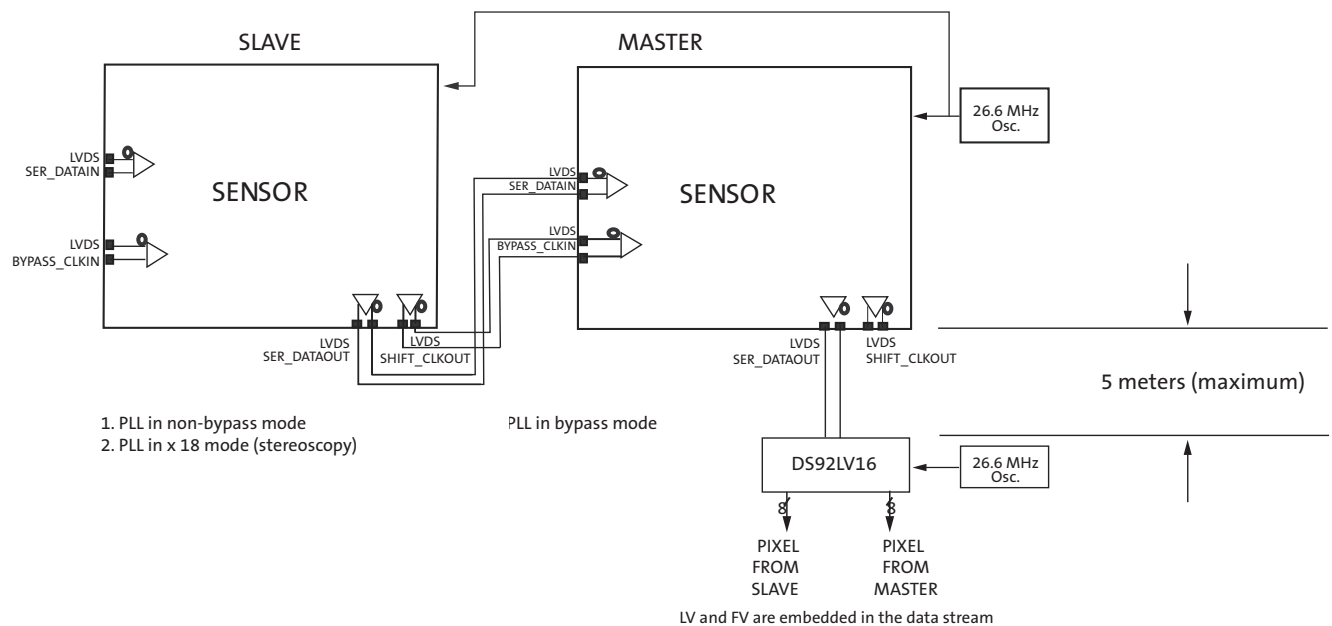 SLAVE
MASTER
26.6 MHz
Osc.
LVDS
SER_DATAIN
SENSOR
LVDS
BYPASS_CLKIN
LVDS
SER_DATAIN
SENSOR
LVDS
BYPASS_CLKIN
LVDS
SER_DATAOUT
LVDS
SHIFT_CLKOUT
LVDS
SER_DATAOUT
LVDS
SHIFT_CLKOUT
5 meters (maximum)
1. PLL in non-bypass mode
2. PLL in x 18 mode (stereoscopy)
PLL in bypass mode
DS92LV16
26.6 MHz
Osc.
8
8
PIXEL
FROM
SLAVE
PIXEL
FROM
MASTER
LV and FV are embedded in the data stream